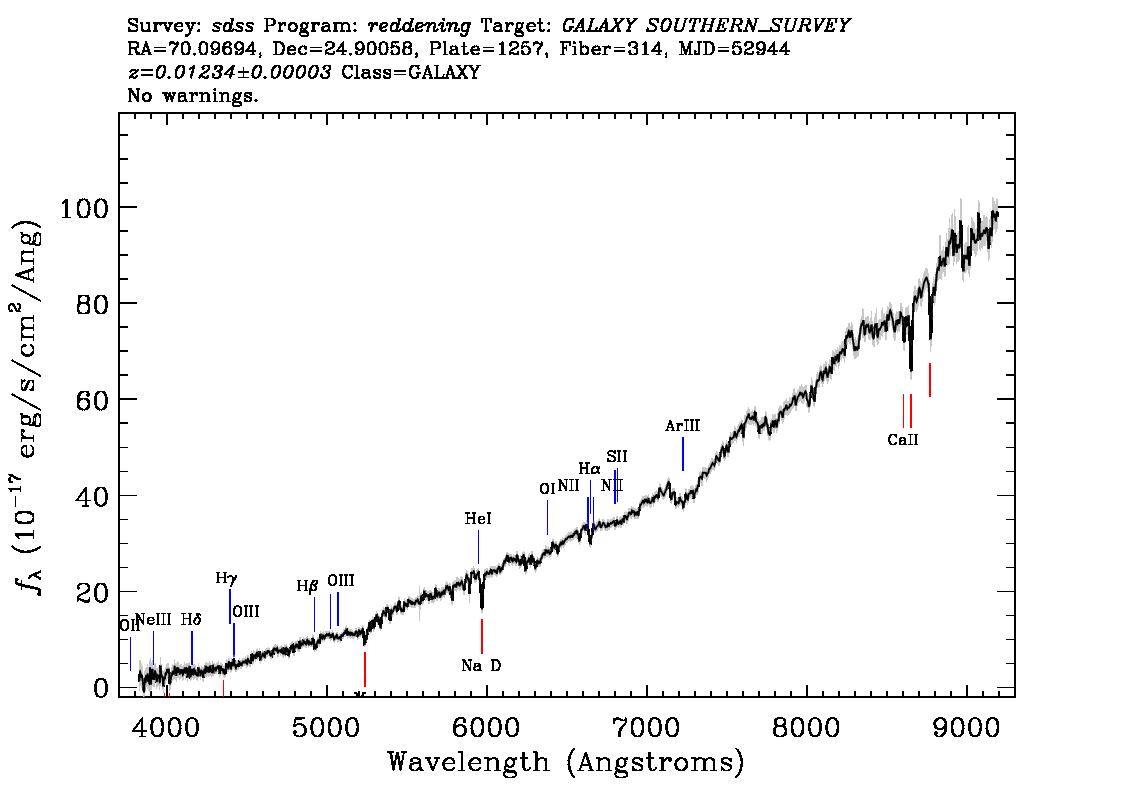 Survey: sdss Program: reddening Target: GALAXY SOUTHERN_SURVEY
RA=70.09694, Dec=24.90058, Plate=1257, Fiber=314, MJD=52944
z=0.01234±0.00003 Class=GALAXY
No warnings.
f_λ (10^−17 erg/s/cm^2/Ang)
100
80
60
40
20
0
ArIII
SII
Hα
OI NII NII
HeI
CaII
Hγ
Hβ OIII
OIII
OII NeIII Hδ
Na D
4000 5000 6000 7000 8000 9000
Wavelength (Angstroms)